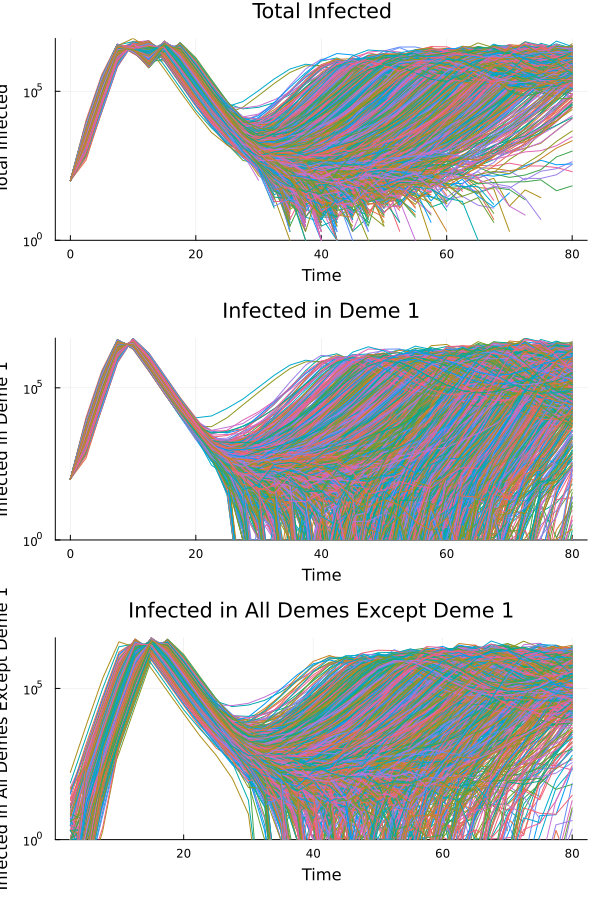 Total Infected
Total Infected
10^5
10^0
0 20 40 60 80
Time
Infected in Deme 1
Infected in Deme 1
10^5
10^0
0 20 40 60 80
Time
Infected in All Demes Except Deme 1
Infected in All Demes Except Deme 1
10^5
10^0
20 40 60 80
Time